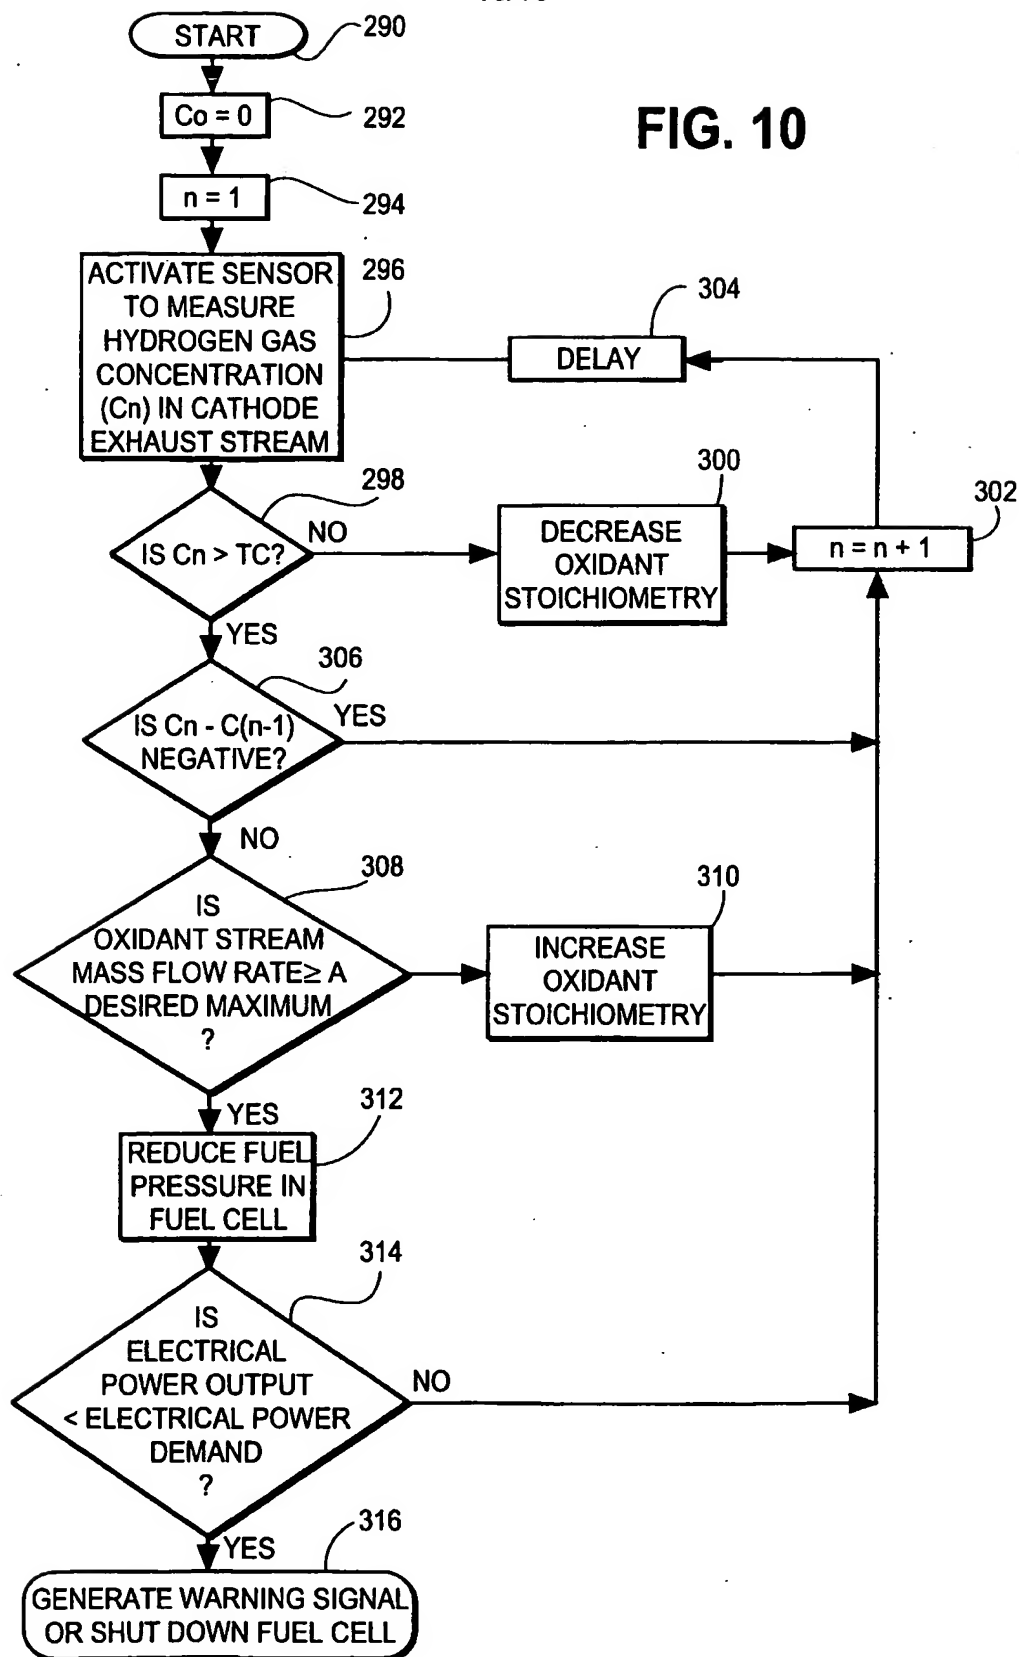 START
290
Co = 0
292
FIG. 10
n = 1
294
ACTIVATE SENSOR
TO MEASURE
HYDROGEN GAS
CONCENTRATION
(Cn) IN CATHODE
EXHAUST STREAM
296
304
DELAY
298
IS Cn > TC?
NO
300
DECREASE
OXIDANT
STOICHIOMETRY
302
n = n + 1
YES
306
IS Cn - C(n-1)
NEGATIVE?
YES
NO
308
IS
OXIDANT STREAM
MASS FLOW RATE≥ A
DESIRED MAXIMUM
?
310
INCREASE
OXIDANT
STOICHIOMETRY
YES
312
REDUCE FUEL
PRESSURE IN
FUEL CELL
314
IS
ELECTRICAL
POWER OUTPUT
< ELECTRICAL POWER
DEMAND
?
NO
YES
316
GENERATE WARNING SIGNAL
OR SHUT DOWN FUEL CELL